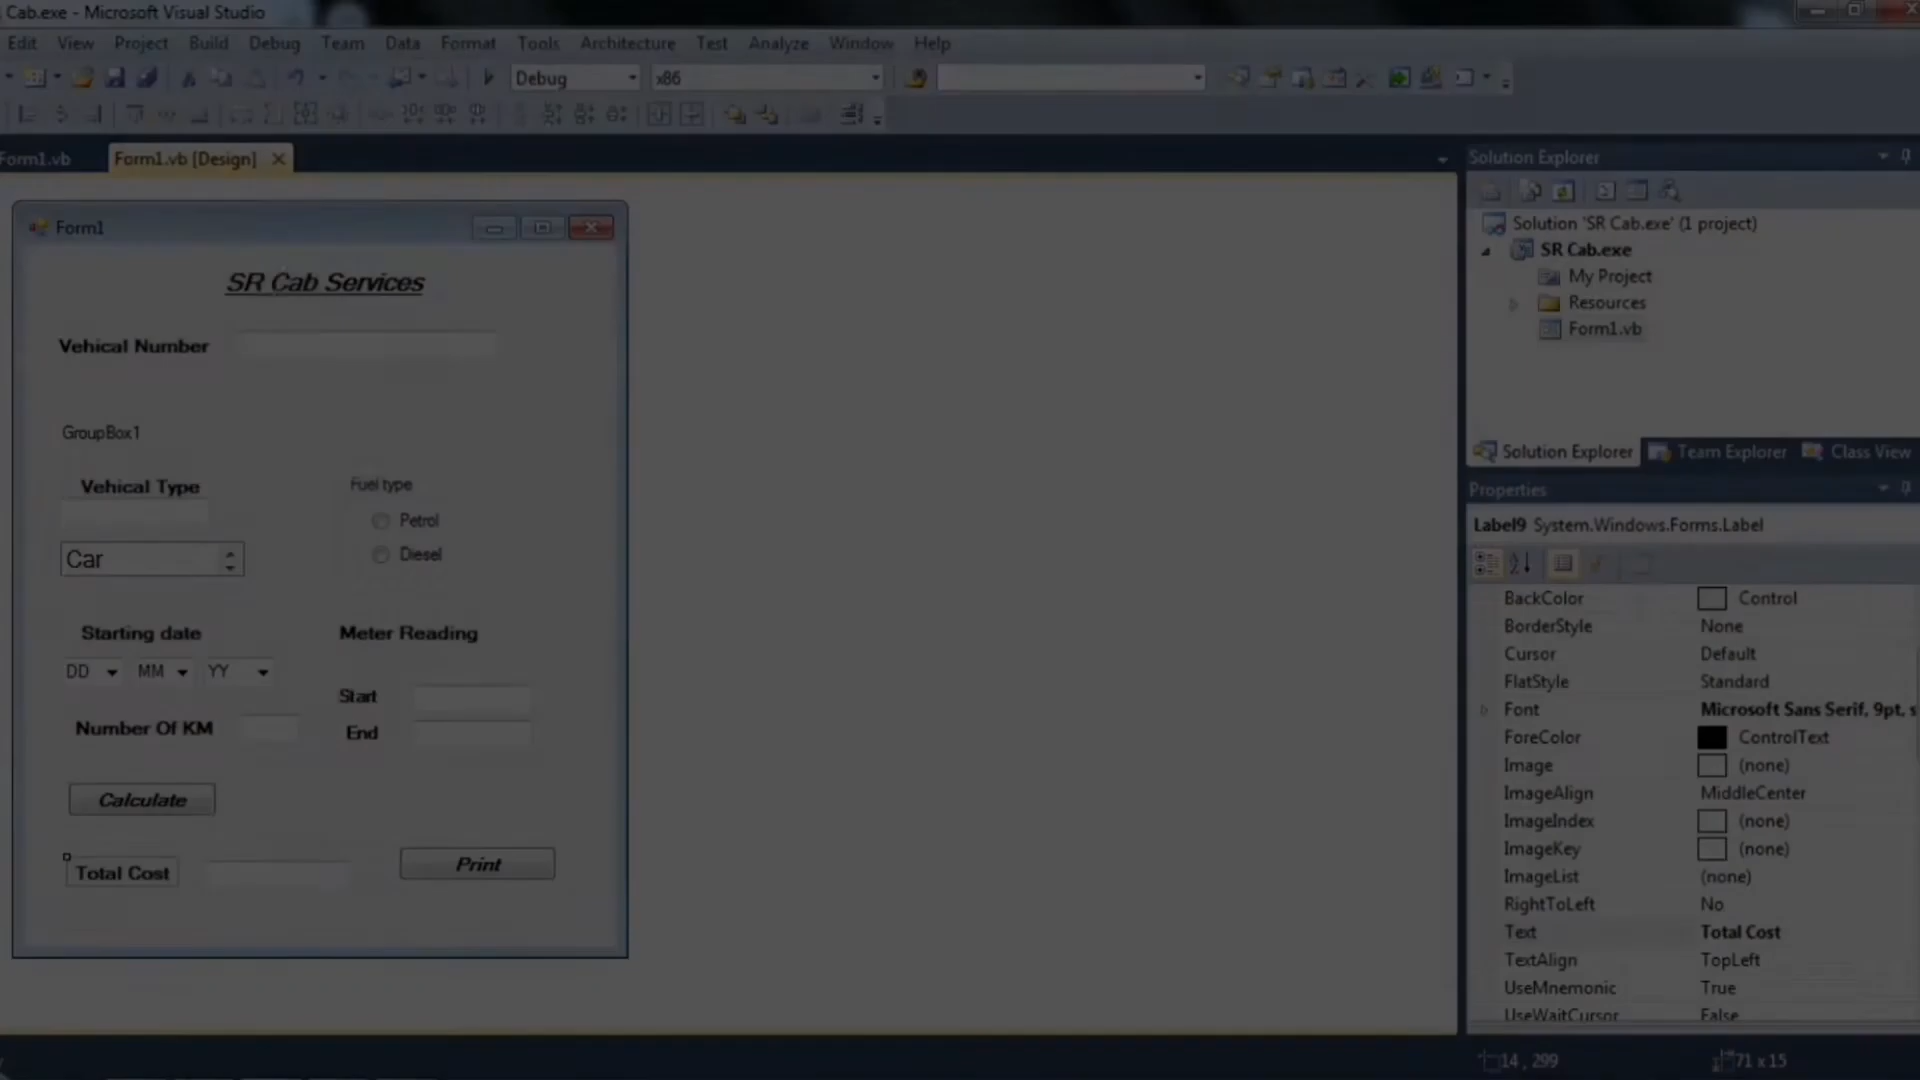 Cab.exe - Microsoft Visual Studio
Edit View Project Build Debug Team Data Format Tools Architecture Test Analyze Window Help
Debug x86
Form1.vb Form1.vb [Design]
Form1
SR Cab Services
Vehical Number
GroupBox1
Vehical Type
Car
Fuel type
Petrol
Diesel
Starting date
DD MM YY
Number Of KM
Meter Reading
Start
End
Calculate
Total Cost
Print
Solution Explorer
Solution 'SR Cab.exe' (1 project)
SR Cab.exe
My Project
Resources
Form1.vb
Solution Explorer Team Explorer Class View
Properties
Label9 System.Windows.Forms.Label
BackColor Control
BorderStyle None
Cursor Default
FlatStyle Standard
Font Microsoft Sans Serif, 9pt, s
ForeColor ControlText
Image (none)
ImageAlign MiddleCenter
ImageIndex (none)
ImageKey (none)
ImageList (none)
RightToLeft No
Text Total Cost
TextAlign TopLeft
UseMnemonic True
UseWaitCursor False
14 , 299 71 x 15